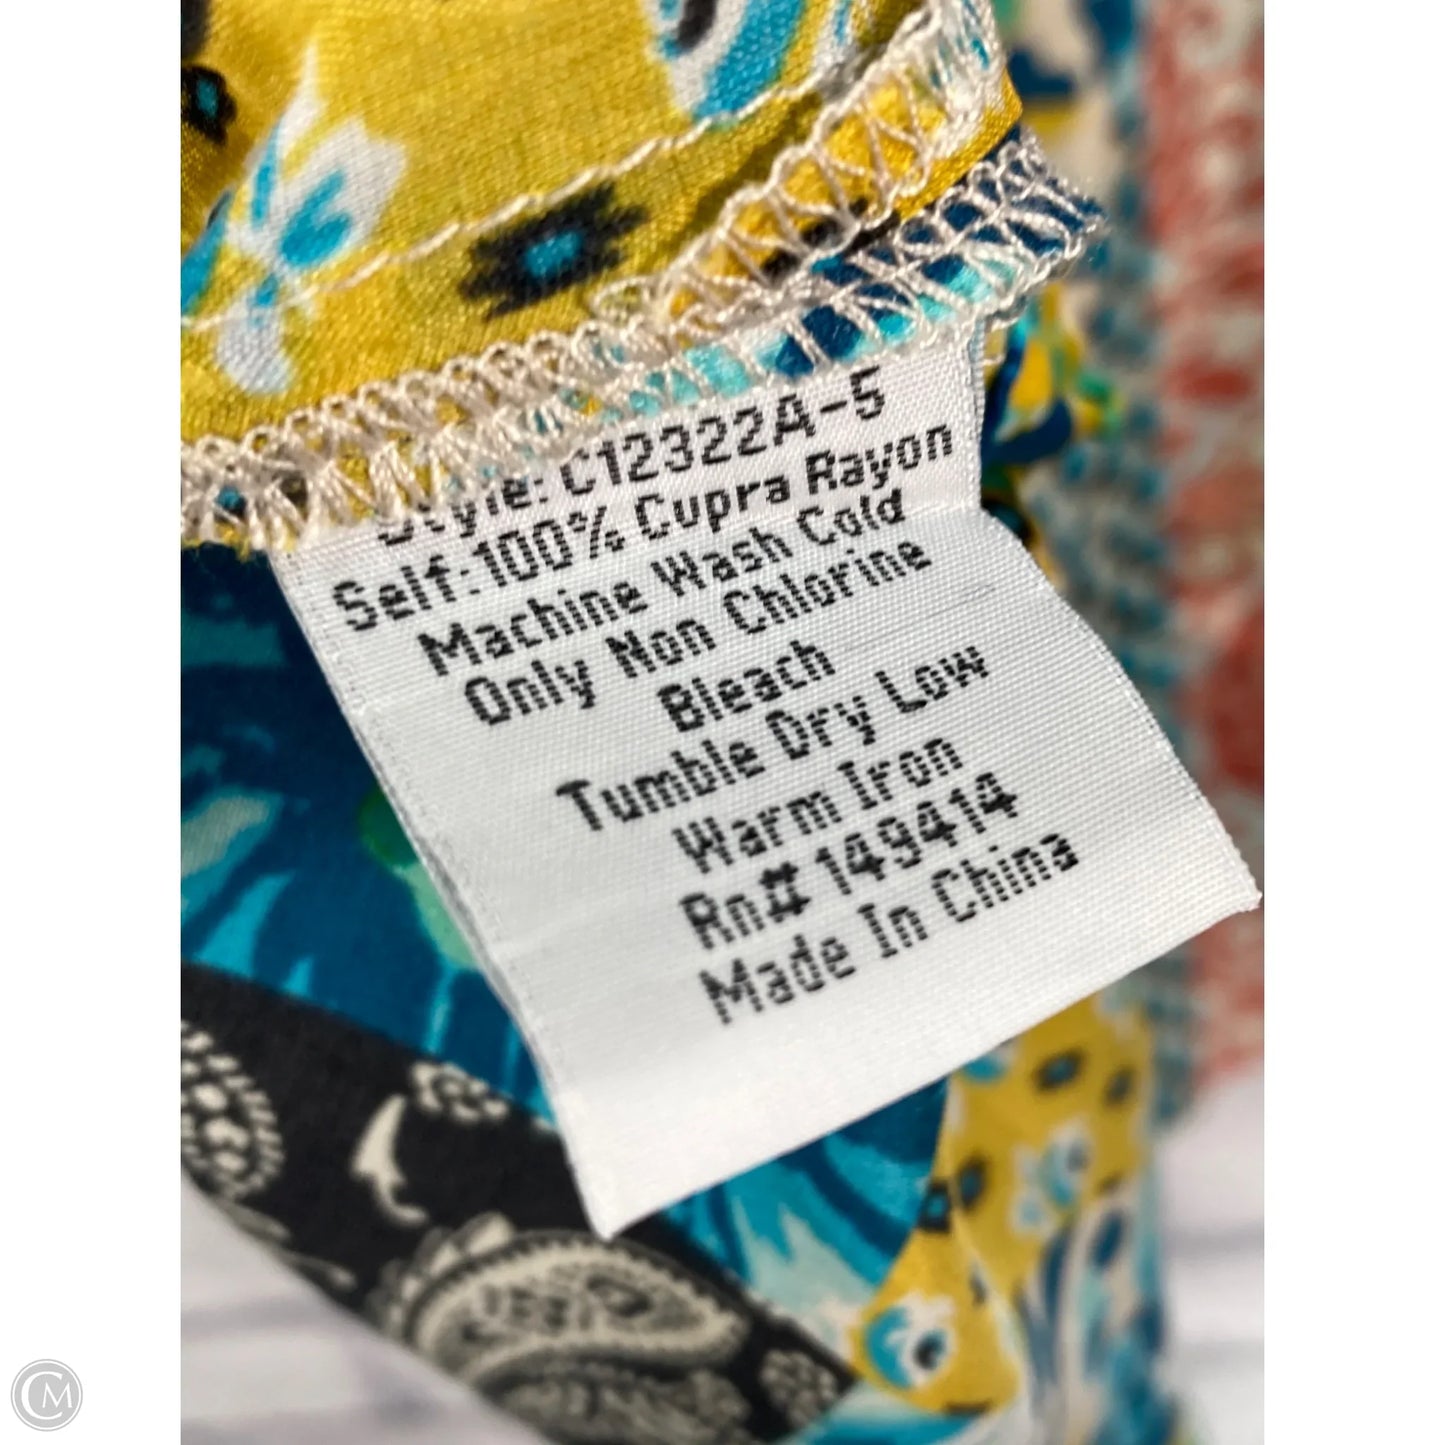 Style: C12322A-5
Self:100% Cupra Rayon
Machine Wash Cold
Only Non Chlorine
Bleach
Tumble Dry Low
Warm Iron
Rn# 149414
Made In China
CM